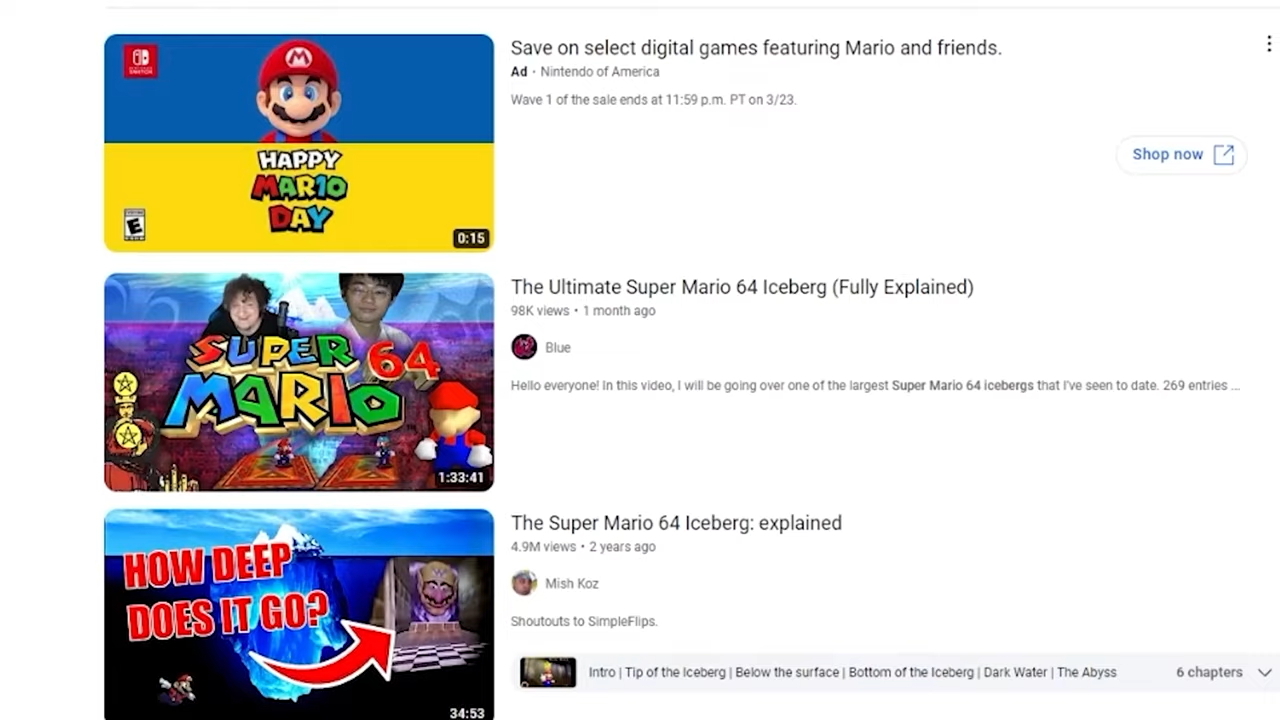 NINTENDO SWITCH
M
HAPPY
MAR10
DAY
EVERYONE
E
0:15
Save on select digital games featuring Mario and friends.
Ad · Nintendo of America
Wave 1 of the sale ends at 11:59 p.m. PT on 3/23.
Shop now
SUPER
MARIO 64
1:33:41
The Ultimate Super Mario 64 Iceberg (Fully Explained)
98K views • 1 month ago
Blue
Hello everyone! In this video, I will be going over one of the largest Super Mario 64 icebergs that I've seen to date. 269 entries ...
HOW DEEP
DOES IT GO?
34:53
The Super Mario 64 Iceberg: explained
4.9M views • 2 years ago
Mish Koz
Shoutouts to SimpleFlips.
Intro | Tip of the Iceberg | Below the surface | Bottom of the Iceberg | Dark Water | The Abyss
6 chapters